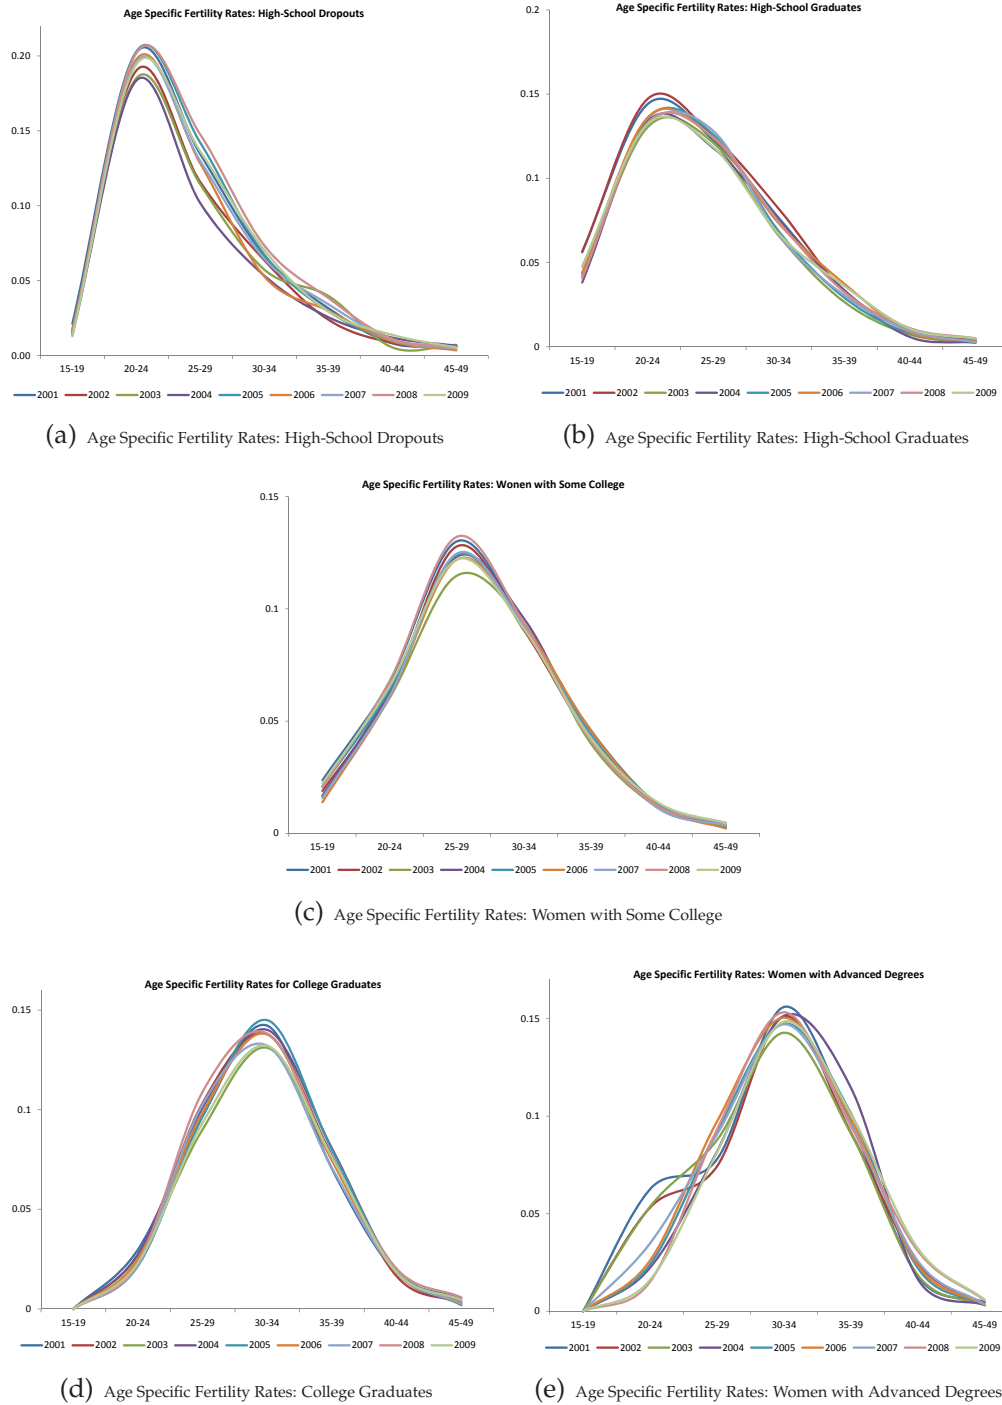 Age Specific Fertility Rates: High-School Dropouts
0.20
0.15
0.10
0.05
0.00
15-19 20-24 25-29 30-34 35-39 40-44 45-49
2001 2002 2003 2004 2005 2006 2007 2008 2009
(a) Age Specific Fertility Rates: High-School Dropouts
Age Specific Fertility Rates: High-School Graduates
0.2
0.15
0.1
0.05
0
15-19 20-24 25-29 30-34 35-39 40-44 45-49
2001 2002 2003 2004 2005 2006 2007 2008 2009
(b) Age Specific Fertility Rates: High-School Graduates
Age Specific Fertility Rates: Wonen with Some College
0.15
0.1
0.05
0
15-19 20-24 25-29 30-34 35-39 40-44 45-49
2001 2002 2003 2004 2005 2006 2007 2008 2009
(c) Age Specific Fertility Rates: Women with Some College
Age Specific Fertility Rates for College Graduates
0.15
0.1
0.05
0
15-19 20-24 25-29 30-34 35-39 40-44 45-49
2001 2002 2003 2004 2005 2006 2007 2008 2009
(d) Age Specific Fertility Rates: College Graduates
Age Specific Fertility Rates: Women with Advanced Degrees
0.15
0.1
0.05
0
15-19 20-24 25-29 30-34 35-39 40-44 45-49
2001 2002 2003 2004 2005 2006 2007 2008 2009
(e) Age Specific Fertility Rates: Women with Advanced Degrees